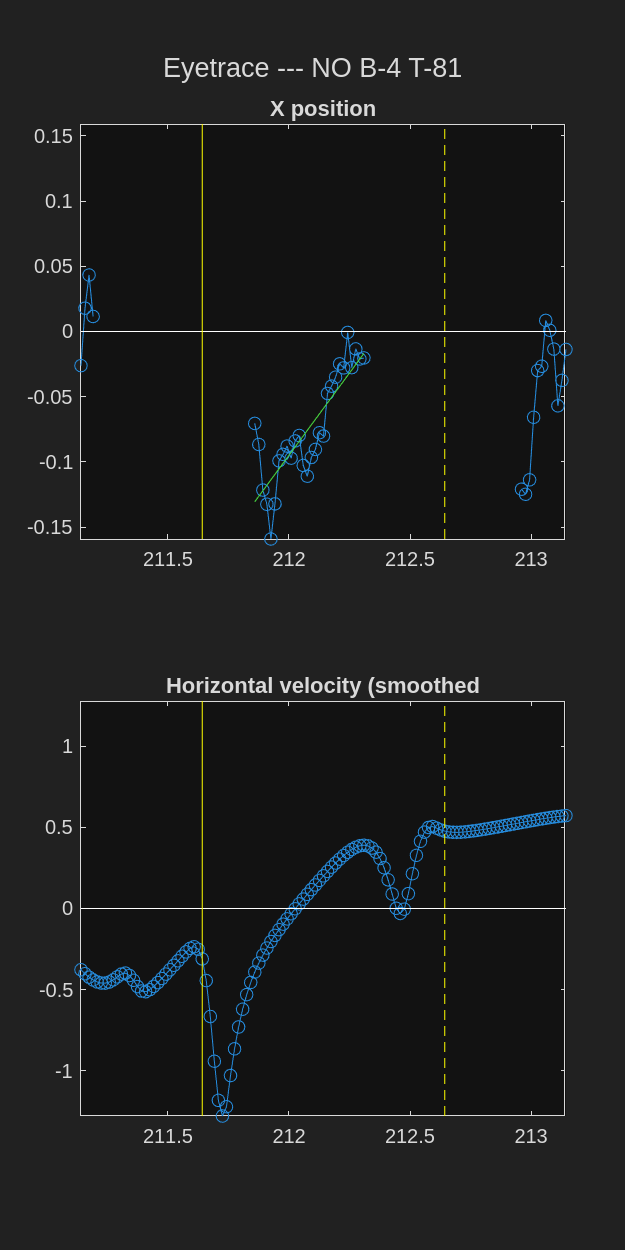 Eyetrace --- NO B-4 T-81
X position
0.15
0.1
0.05
0
-0.05
-0.1
-0.15
211.5 212 212.5 213
Horizontal velocity (smoothed
1
0.5
0
-0.5
-1
211.5 212 212.5 213